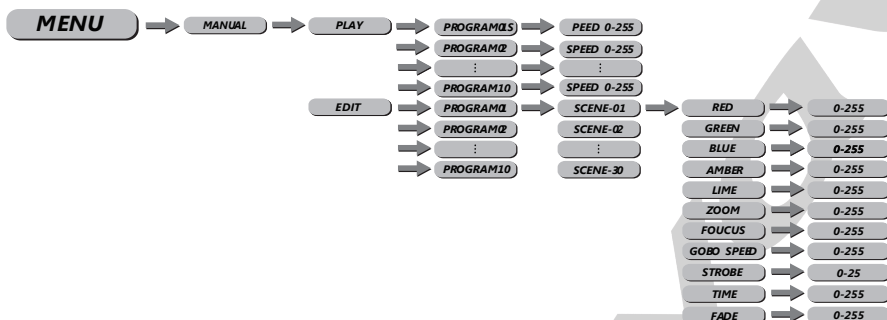 MENU MANUAL PLAY PROGRAM01S PEED 0-255
PROGRAM02 SPEED 0-255
⋮ ⋮
PROGRAM10 SPEED 0-255
EDIT PROGRAM01 SCENE-01 RED 0-255
PROGRAM02 SCENE-02 GREEN 0-255
⋮ ⋮ BLUE 0-255
PROGRAM10 SCENE-30 AMBER 0-255
LIME 0-255
ZOOM 0-255
FOUCUS 0-255
GOBO SPEED 0-255
STROBE 0-25
TIME 0-255
FADE 0-255